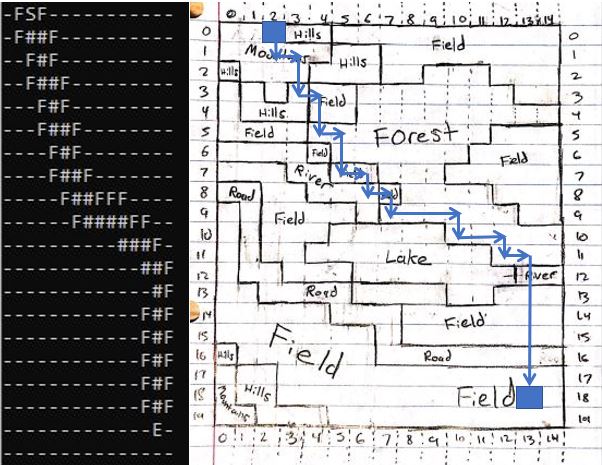 -FSF-----------
-F##F----------
--F#F----------
--F##F---------
---F#F---------
---F##F--------
----F#F--------
----F##F-------
-----F##FFF----
------F####FF--
----------###F-
------------##F
-------------#F
------------F#F
------------F#F
------------F#F
------------F#F
------------F#F
-------------E-
0 1 2 3 4 5 6 7 8 9 10 11 12 13 14
0 Hills Field 0
1 Hills 1
2 Hills 2
3 Field 3
4 Hills 4
5 Field Forest 5
6 Field Field 6
7 River 7
8 Road 8
9 Field 9
10 10
11 Lake 11
12 River 12
13 Road 13
14 Field 14
15 Field 15
16 Hills Road 16
17 Hills 17
18 Mountains Field 18
19 19
0 1 2 3 4 5 6 7 8 9 10 11 12 13 14